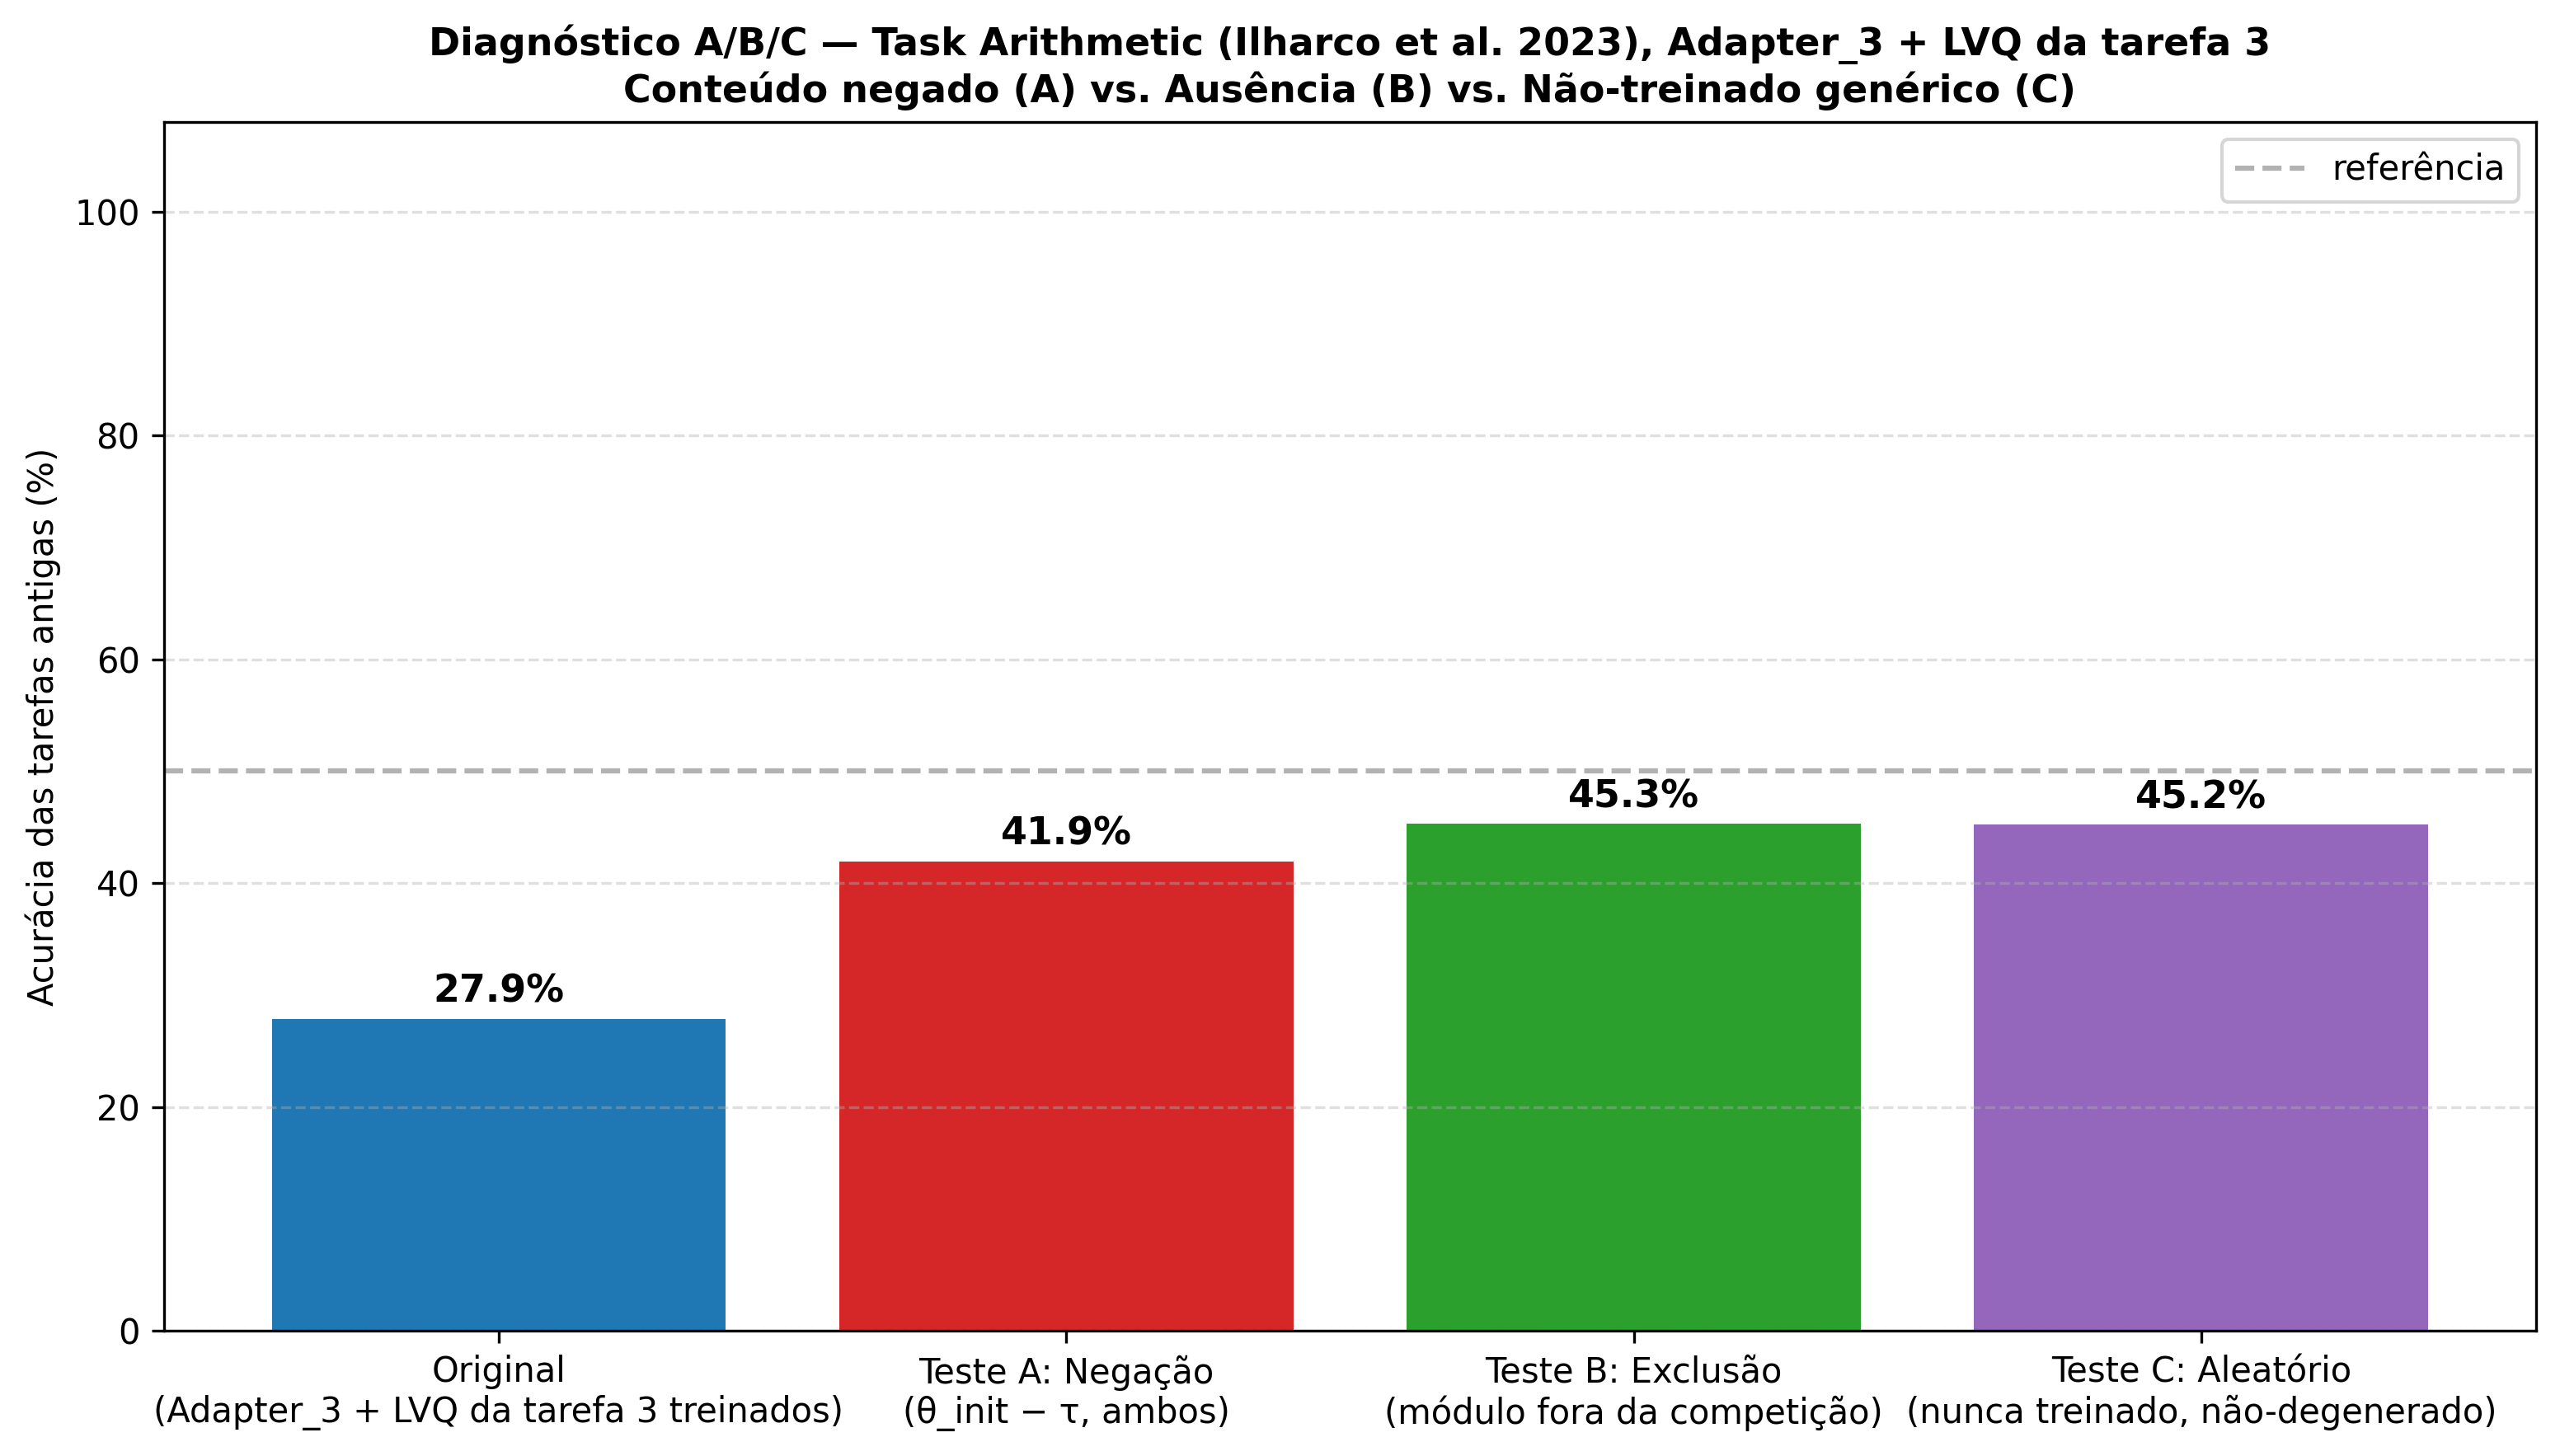 Diagnóstico A/B/C — Task Arithmetic (Ilharco et al. 2023), Adapter_3 + LVQ da tarefa 3
Conteúdo negado (A) vs. Ausência (B) vs. Não-treinado genérico (C)
referência
Acurácia das tarefas antigas (%)
100
80
60
40
20
0
27.9%
41.9%
45.3%
45.2%
Original
(Adapter_3 + LVQ da tarefa 3 treinados)
Teste A: Negação
(θ_init − τ, ambos)
Teste B: Exclusão
(módulo fora da competição)
Teste C: Aleatório
(nunca treinado, não-degenerado)